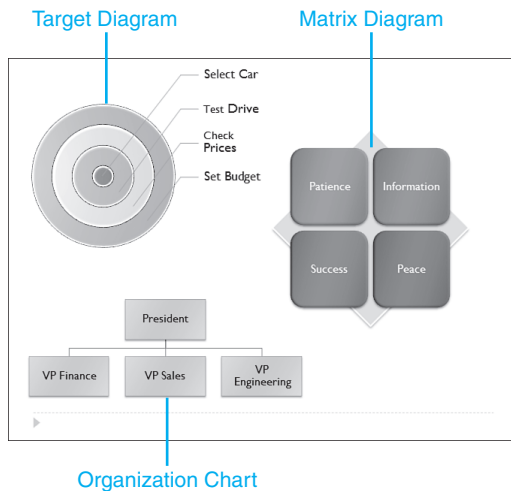 Target Diagram
Matrix Diagram
Select Car
Test Drive
Check
Prices
Set Budget
Patience
Information
Success
Peace
President
VP Finance
VP Sales
VP
Engineering
Organization Chart